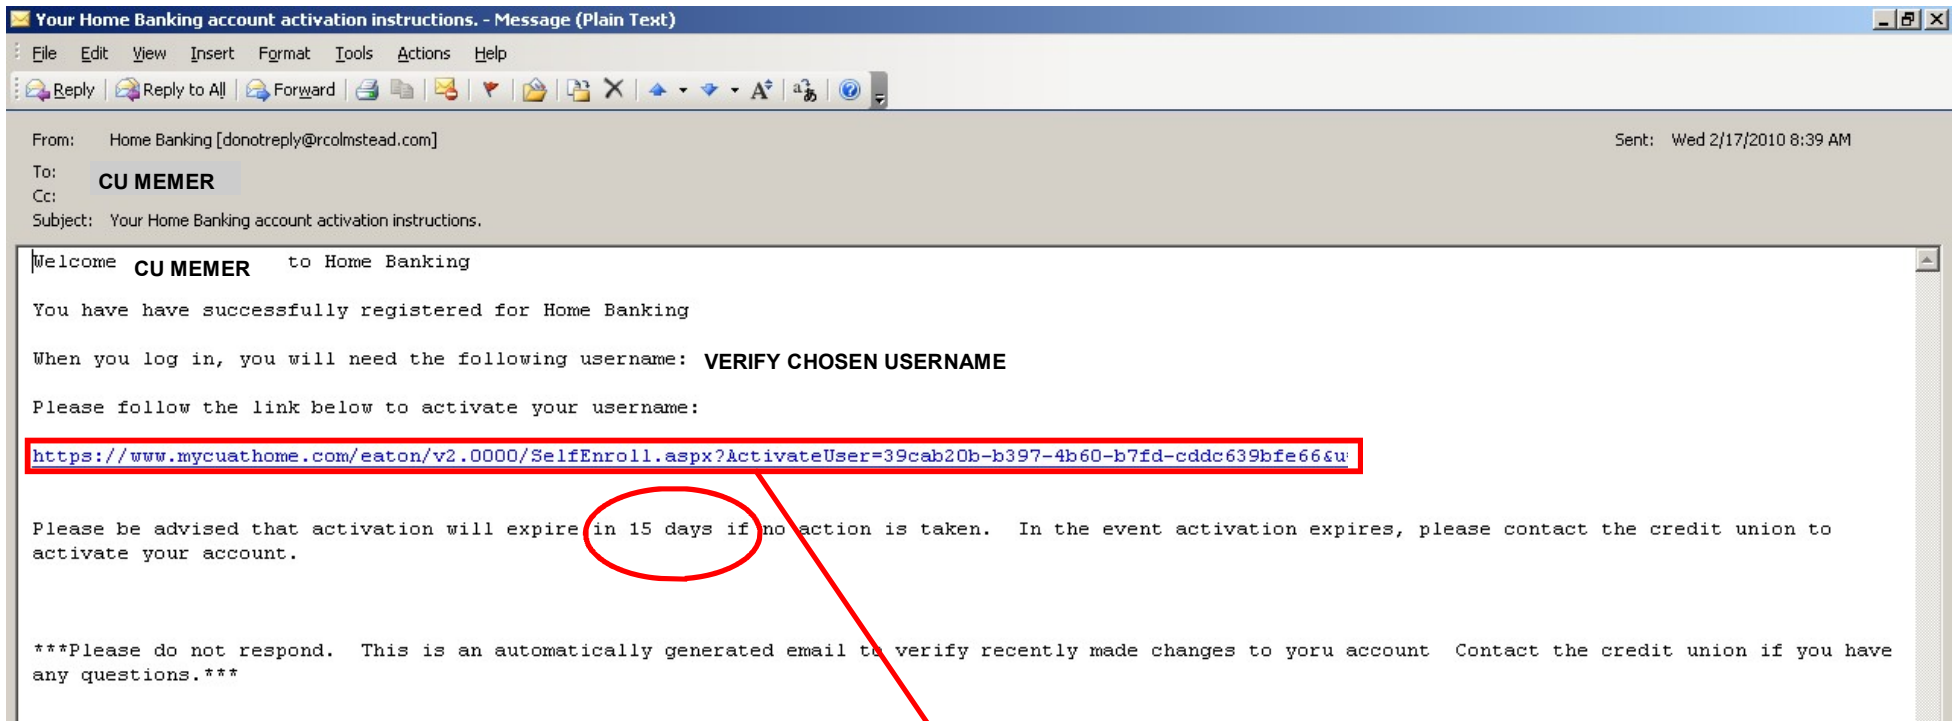 Your Home Banking account activation instructions. - Message (Plain Text)
File Edit View Insert Format Tools Actions Help
Reply Reply to All Forward
From: Home Banking [donotreply@rcolmstead.com] Sent: Wed 2/17/2010 8:39 AM
To: CU MEMER
Cc:
Subject: Your Home Banking account activation instructions.
Welcome CU MEMER to Home Banking
You have have successfully registered for Home Banking
When you log in, you will need the following username: VERIFY CHOSEN USERNAME
Please follow the link below to activate your username:
https://www.mycuathome.com/eaton/v2.0000/SelfEnroll.aspx?ActivateUser=39cab20b-b397-4b60-b7fd-cddc639bfe66&u
Please be advised that activation will expire in 15 days if no action is taken. In the event activation expires, please contact the credit union to
activate your account.
***Please do not respond. This is an automatically generated email to verify recently made changes to yoru account Contact the credit union if you have
any questions.***